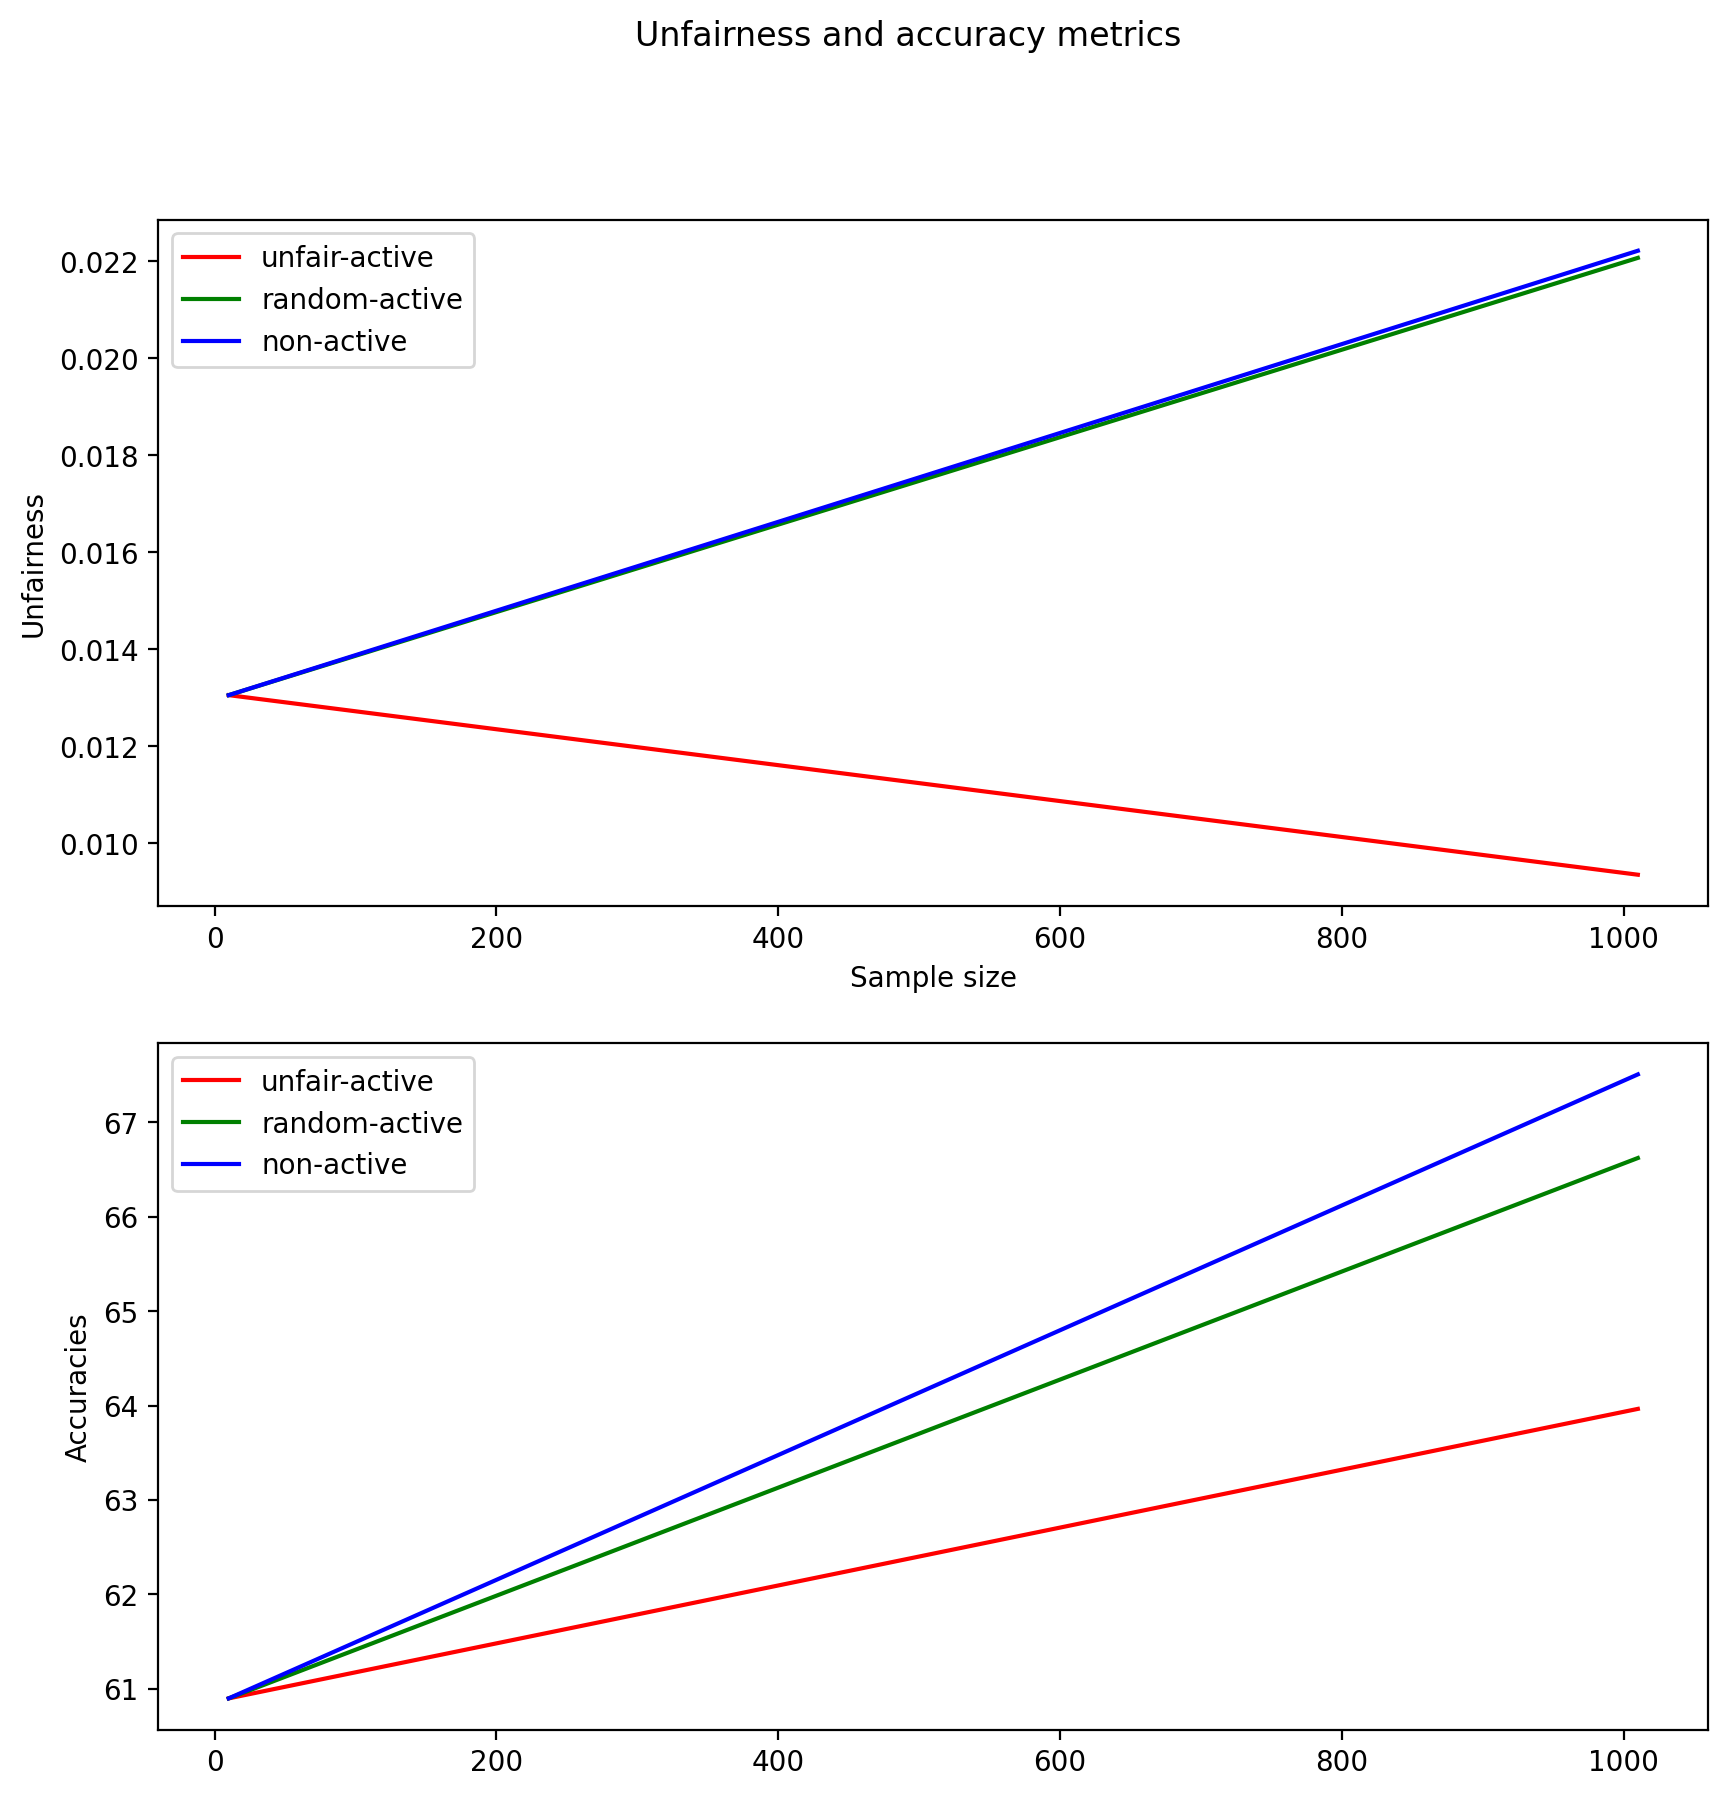 Unfairness and accuracy metrics
unfair-active
random-active
non-active
0.022
0.020
0.018
0.016
0.014
0.012
0.010
Unfairness
0 200 400 600 800 1000
Sample size
unfair-active
random-active
non-active
67
66
65
64
63
62
61
Accuracies
0 200 400 600 800 1000